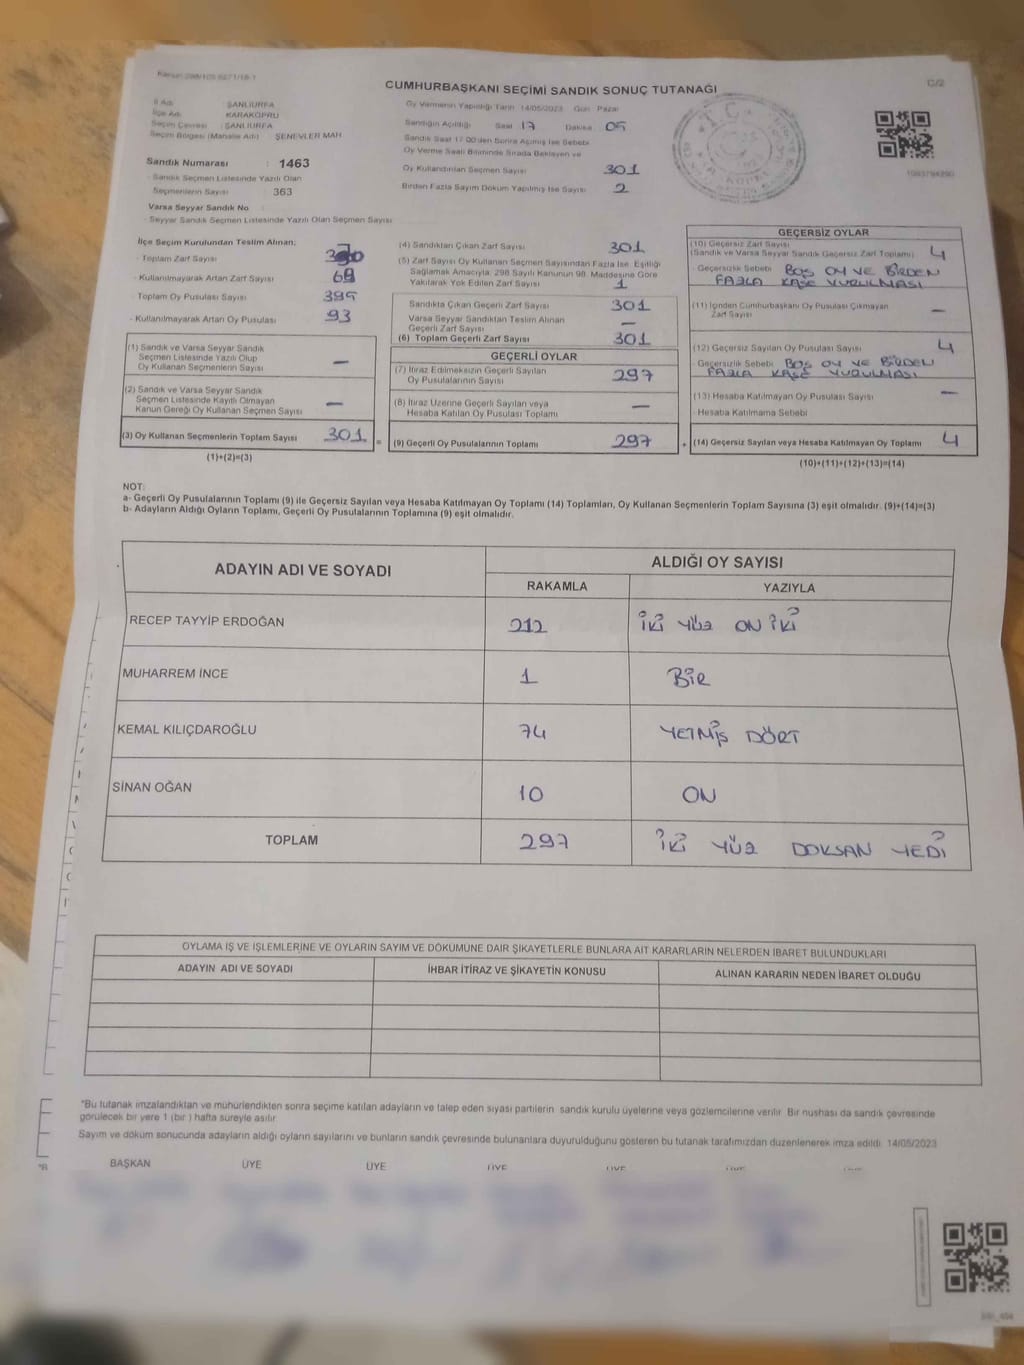 CUMHURBAŞKANI SEÇİMİ SANDIK SONUÇ TUTANAĞI
C/2
İl Adı : ŞANLIURFA
İlçe Adı : KARAKÖPRÜ
Seçim Çevresi : ŞANLIURFA
Seçim Bölgesi (Mahalle Adı) : ŞENEVLER MAH
Sandık Numarası : 1463
- Sandık Seçmen Listesinde Yazılı Olan
Seçmenlerin Sayısı : 363
Varsa Seyyar Sandık No
- Seyyar Sandık Seçmen Listesinde Yazılı Olan Seçmen Sayısı
Oy Vermenin Yapıldığı Tarih 14/05/2023 Gün Pazar
Sandığın Açıldığı Saat 17 Dakika 05
Sandık Saat 17.00'den Sonra Açılmış İse Sebebi
Oy Verme Saati Bitiminde Sırada Bekleyen ve
Oy Kullandırılan Seçmen Sayısı 301
Birden Fazla Sayım Döküm Yapılmış İse Sayısı 2
İlçe Seçim Kurulundan Teslim Alınan;
- Toplam Zarf Sayısı
- Kullanılmayarak Artan Zarf Sayısı
- Toplam Oy Pusulası Sayısı
- Kullanılmayarak Artan Oy Pusulası 93
(1) Sandık ve Varsa Seyyar Sandık
Seçmen Listesinde Yazılı Olup
Oy Kullanan Seçmenlerin Sayısı —
(2) Sandık ve Varsa Seyyar Sandık
Seçmen Listesinde Kayıtlı Olmayan
Kanun Gereği Oy Kullanan Seçmen Sayısı —
(3) Oy Kullanan Seçmenlerin Toplam Sayısı 301 =
(1)+(2)=(3)
(4) Sandıktan Çıkan Zarf Sayısı 301
(5) Zarf Sayısı Oy Kullanan Seçmen Sayısından Fazla İse, Eşitliği
Sağlamak Amacıyla, 298 Sayılı Kanunun 98. Maddesine Göre
Yakılarak Yok Edilen Zarf Sayısı 1
Sandıkta Çıkan Geçerli Zarf Sayısı 301
Varsa Seyyar Sandıktan Teslim Alınan
Geçerli Zarf Sayısı —
(6) Toplam Geçerli Zarf Sayısı 301
GEÇERLİ OYLAR
(7) İtiraz Edilmeksizin Geçerli Sayılan
Oy Pusulalarının Sayısı 297
(8) İtiraz Üzerine Geçerli Sayılan veya
Hesaba Katılan Oy Pusulası Toplamı —
(9) Geçerli Oy Pusulalarının Toplamı 297 +
GEÇERSİZ OYLAR
(10) Geçersiz Zarf Sayısı
(Sandık ve Varsa Seyyar Sandık Geçersiz Zarf Toplamı) 4
- Geçersizlik Sebebi BOŞ OY VE BİRDEN
FAZLA KAŞE VURULMASI
(11) İçinden Cumhurbaşkanı Oy Pusulası Çıkmayan
Zarf Sayısı —
(12) Geçersiz Sayılan Oy Pusulası Sayısı 4
- Geçersizlik Sebebi BOŞ OY VE BİRDEN
FAZLA KAŞE VURULMASI
(13) Hesaba Katılmayan Oy Pusulası Sayısı —
- Hesaba Katılmama Sebebi
(14) Geçersiz Sayılan veya Hesaba Katılmayan Oy Toplamı 4
(10)+(11)+(12)+(13)=(14)
NOT:
a- Geçerli Oy Pusulalarının Toplamı (9) ile Geçersiz Sayılan veya Hesaba Katılmayan Oy Toplamı (14) Toplamları, Oy Kullanan Seçmenlerin Toplam Sayısına (3) eşit olmalıdır. (9)+(14)=(3)
b- Adayların Aldığı Oyların Toplamı, Geçerli Oy Pusulalarının Toplamına (9) eşit olmalıdır.
ADAYIN ADI VE SOYADI ALDIĞI OY SAYISI
RAKAMLA YAZIYLA
RECEP TAYYİP ERDOĞAN 212 İKİ YÜZ ON İKİ
MUHARREM İNCE 1 BİR
KEMAL KILIÇDAROĞLU 74 YETMİŞ DÖRT
SİNAN OĞAN 10 ON
TOPLAM 297 İKİ YÜZ DOKSAN YEDİ
OYLAMA İŞ VE İŞLEMLERİNE VE OYLARIN SAYIM VE DÖKÜMÜNE DAİR ŞİKAYETLERLE BUNLARA AİT KARARLARIN NELERDEN İBARET BULUNDUKLARI
ADAYIN ADI VE SOYADI İHBAR İTİRAZ VE ŞİKAYETİN KONUSU ALINAN KARARIN NEDEN İBARET OLDUĞU
*Bu tutanak imzalandıktan ve mühürlendikten sonra seçime katılan adayların ve talep eden siyasi partilerin sandık kurulu üyelerine veya gözlemcilerine verilir. Bir nushası da sandık çevresinde
görülecek bir yere 1 (bir ) hafta süreyle asılır.
Sayım ve döküm sonucunda adayların aldığı oyların sayılarını ve bunların sandık çevresinde bulunanlara duyurulduğunu gösteren bu tutanak tarafımızdan düzenlenerek imza edildi. 14/05/2023
BAŞKAN ÜYE ÜYE ÜYE ÜYE